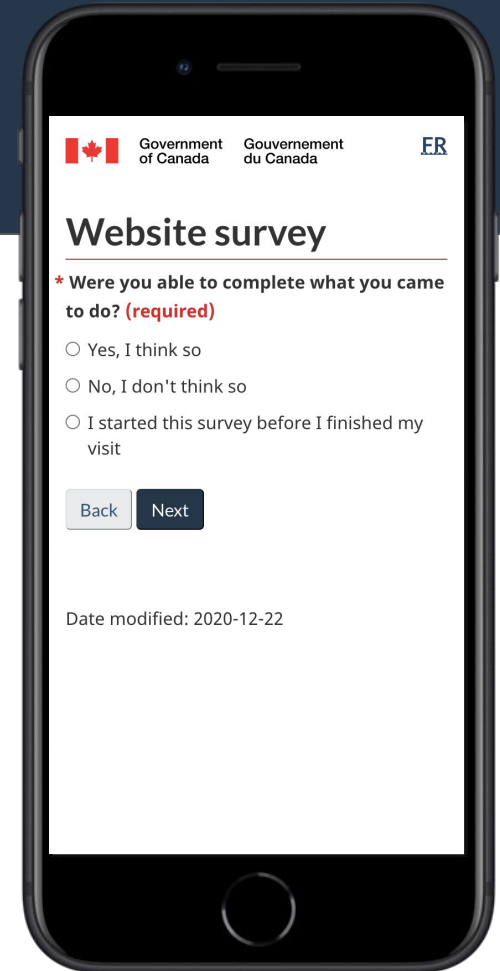 Government Gouvernement
of Canada du Canada
FR
Website survey
* Were you able to complete what you came
to do? (required)
Yes, I think so
No, I don't think so
I started this survey before I finished my
visit
Back Next
Date modified: 2020-12-22